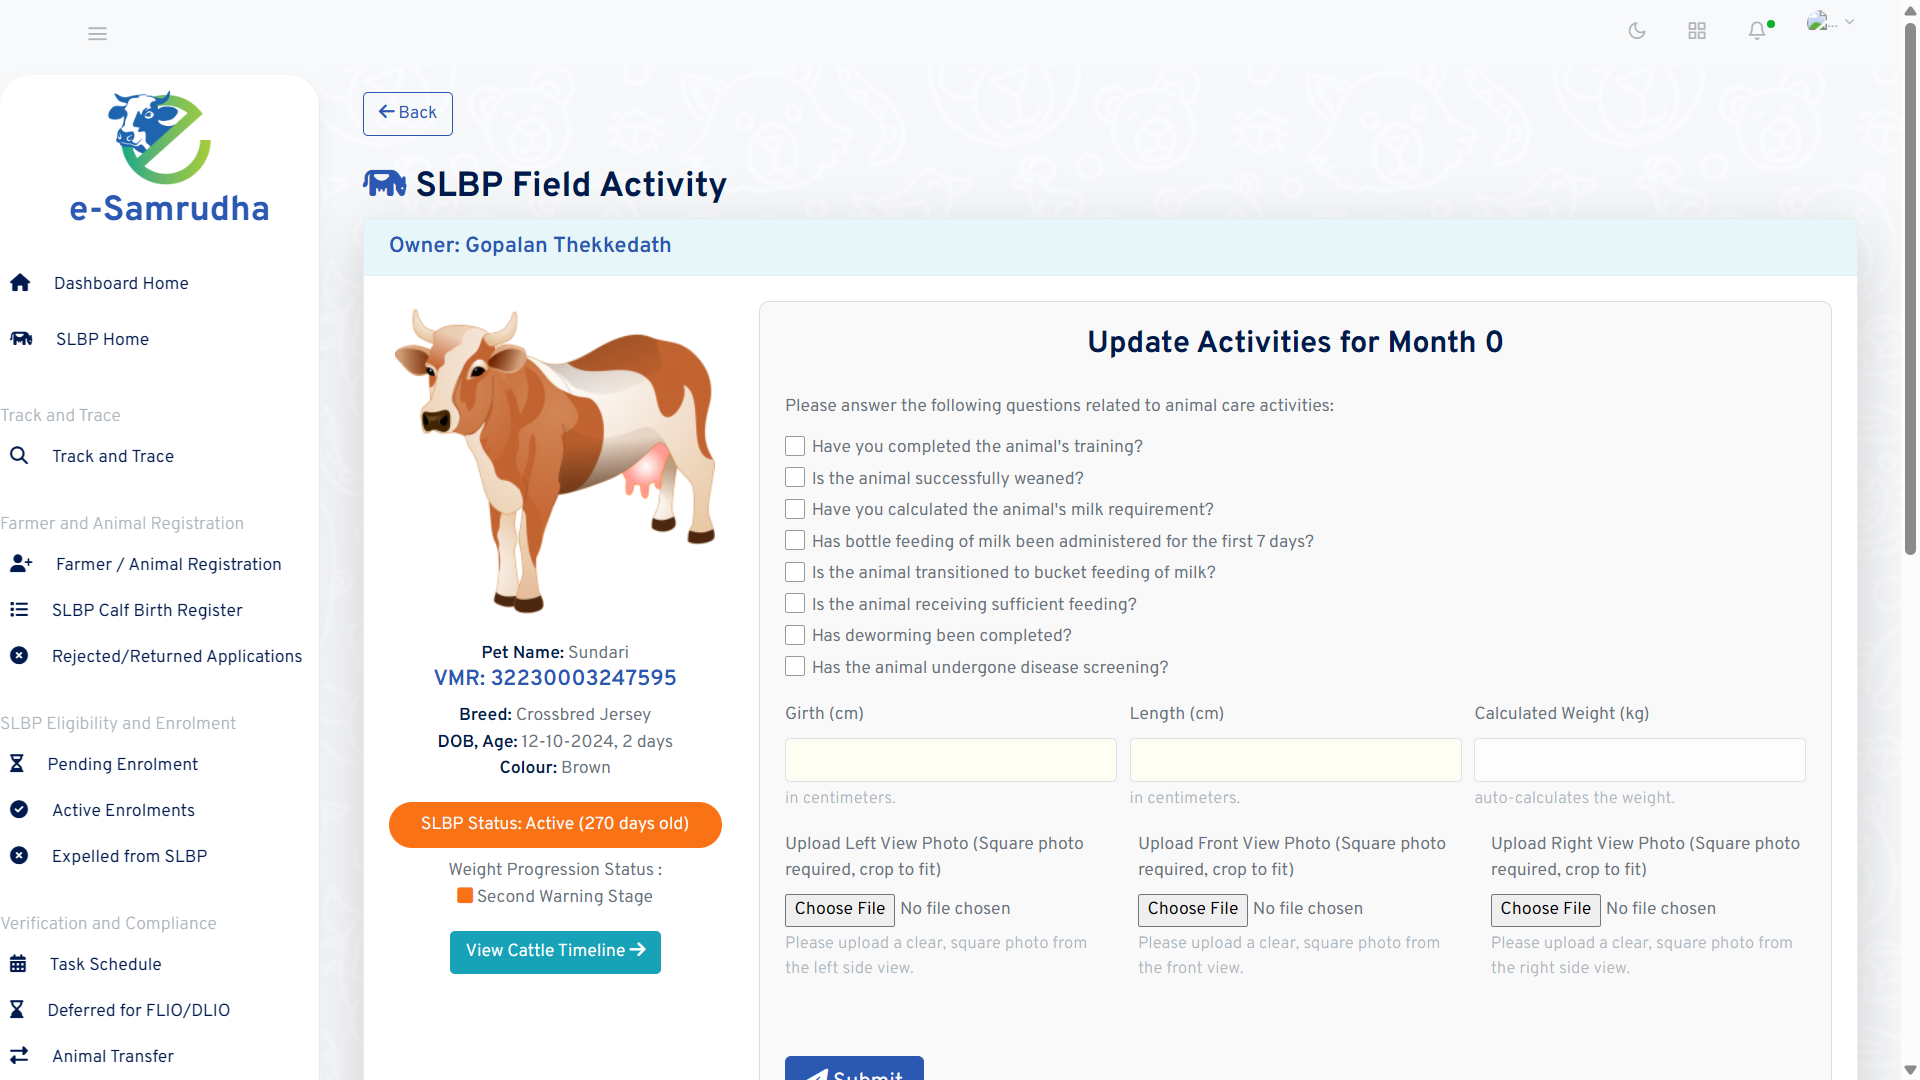 e-Samrudha
Dashboard Home
SLBP Home
Track and Trace
Track and Trace
Farmer and Animal Registration
Farmer / Animal Registration
SLBP Calf Birth Register
Rejected/Returned Applications
SLBP Eligibility and Enrolment
Pending Enrolment
Active Enrolments
Expelled from SLBP
Verification and Compliance
Task Schedule
Deferred for FLIO/DLIO
Animal Transfer
Back
SLBP Field Activity
Owner: Gopalan Thekkedath
Pet Name: Sundari
VMR: 32230003247595
Breed: Crossbred Jersey
DOB, Age: 12-10-2024, 2 days
Colour: Brown
SLBP Status: Active (270 days old)
Weight Progression Status :
Second Warning Stage
View Cattle Timeline
Update Activities for Month 0
Please answer the following questions related to animal care activities:
Have you completed the animal's training?
Is the animal successfully weaned?
Have you calculated the animal's milk requirement?
Has bottle feeding of milk been administered for the first 7 days?
Is the animal transitioned to bucket feeding of milk?
Is the animal receiving sufficient feeding?
Has deworming been completed?
Has the animal undergone disease screening?
Girth (cm)
in centimeters.
Length (cm)
in centimeters.
Calculated Weight (kg)
auto-calculates the weight.
Upload Left View Photo (Square photo
required, crop to fit)
Choose File No file chosen
Please upload a clear, square photo from
the left side view.
Upload Front View Photo (Square photo
required, crop to fit)
Choose File No file chosen
Please upload a clear, square photo from
the front view.
Upload Right View Photo (Square photo
required, crop to fit)
Choose File No file chosen
Please upload a clear, square photo from
the right side view.
Submit